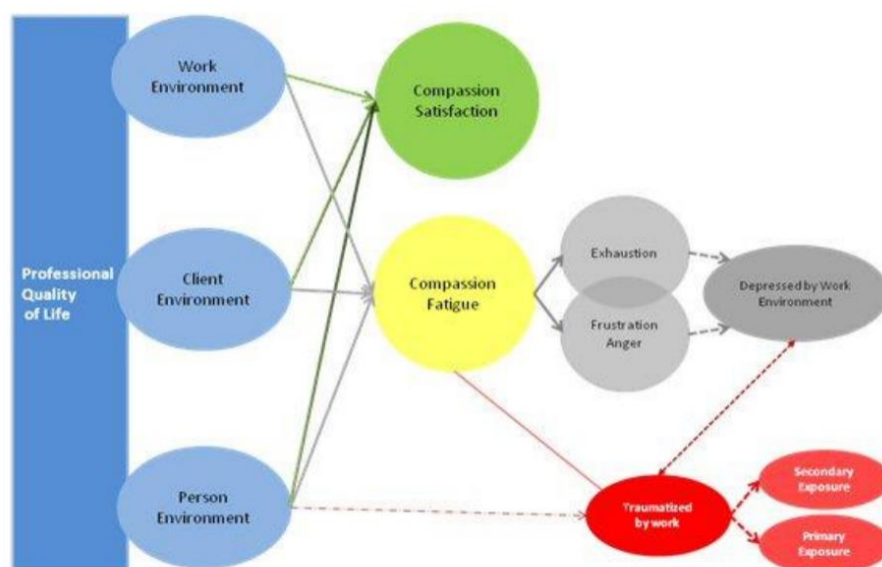 Work
Environment
Compassion
Satisfaction
Professional
Quality
of Life
Client
Environment
Compassion
Fatigue
Exhaustion
Frustration
Anger
Depressed by Work
Environment
Person
Environment
Traumatized
by work
Secondary
Exposure
Primary
Exposure